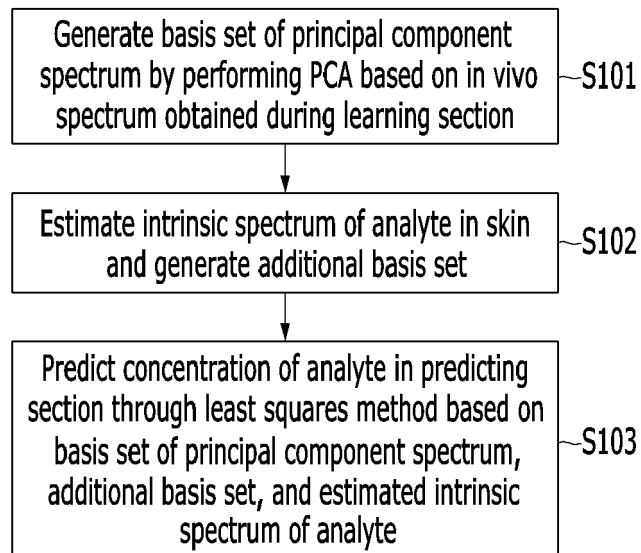 Generate basis set of principal component
spectrum by performing PCA based on in vivo
spectrum obtained during learning section
S101
Estimate intrinsic spectrum of analyte in skin
and generate additional basis set
S102
Predict concentration of analyte in predicting
section through least squares method based on
basis set of principal component spectrum,
additional basis set, and estimated intrinsic
spectrum of analyte
S103